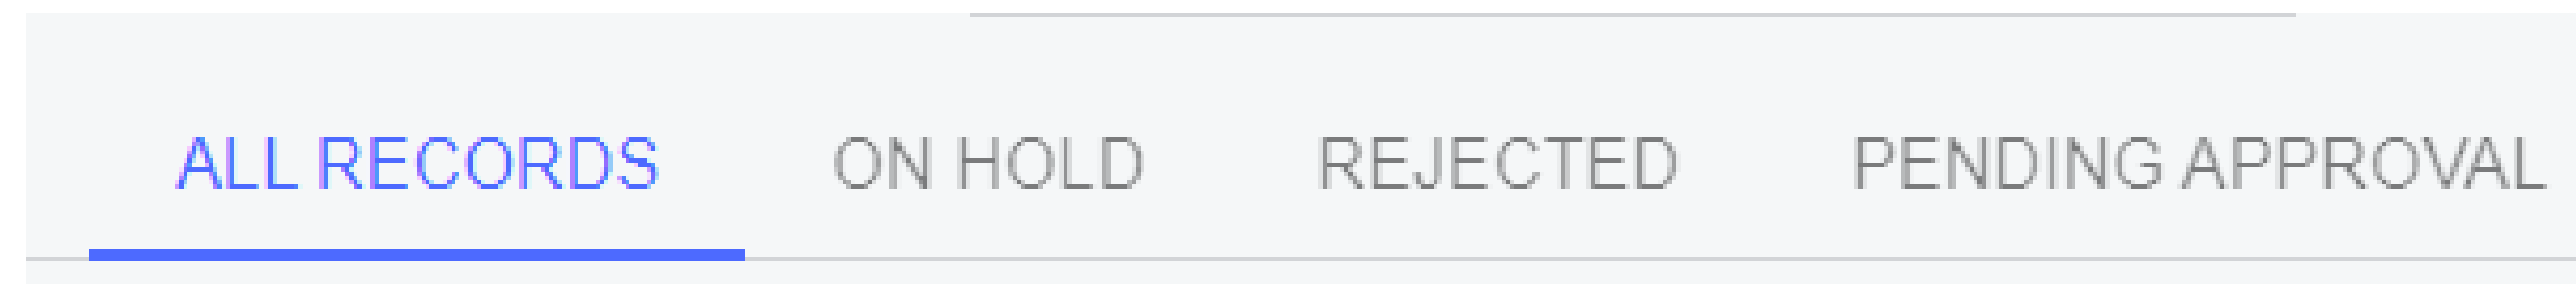 ALL RECORDS ON HOLD REJECTED PENDING APPROVAL